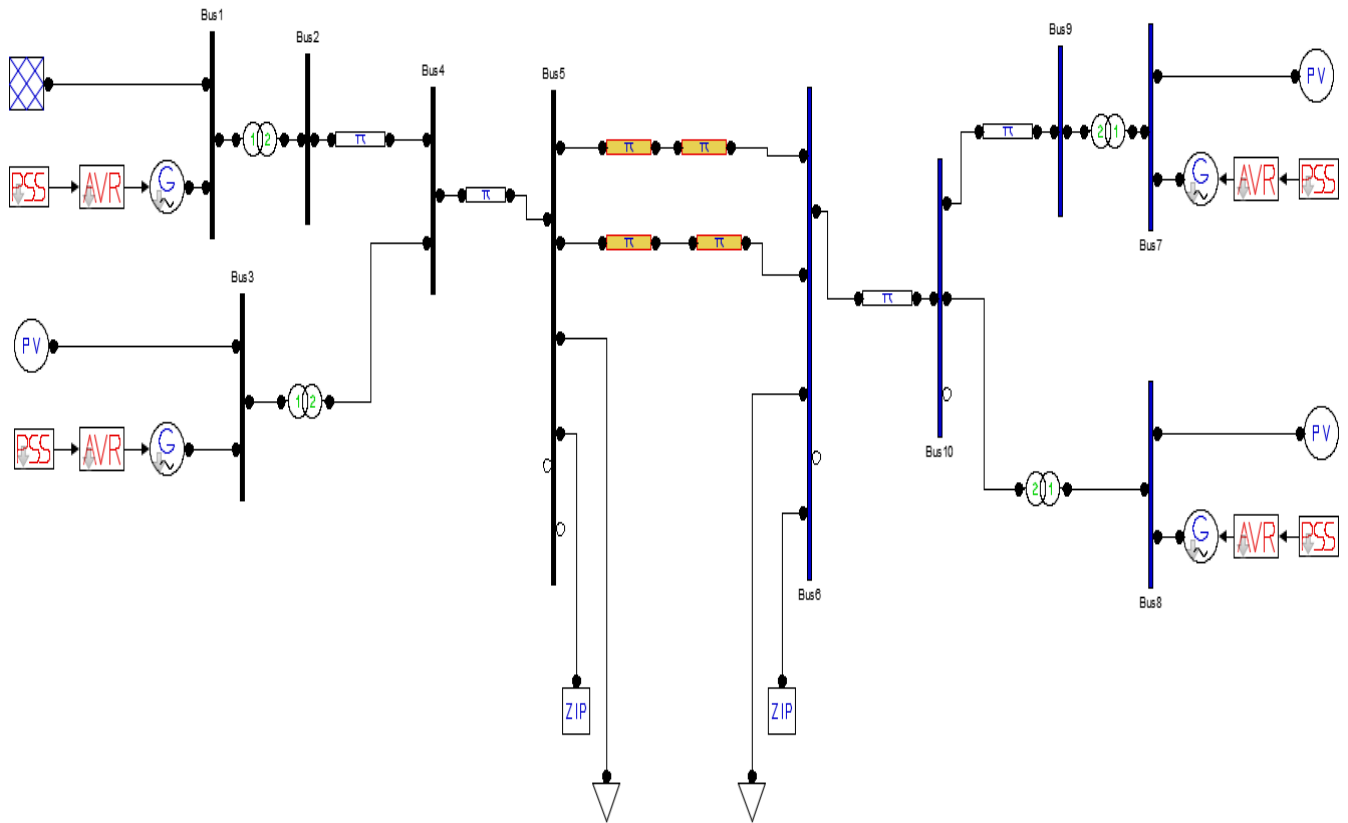 Bus1
Bus2
Bus4
Bus5
Bus9
PV
1 2
π
π
π
π
π
2 1
PSS AVR G
π
G AVR PSS
Bus7
Bus3
π
π
PV
π
1 2
PV
PSS AVR G
Bus10
2 1
G AVR PSS
Bus6
Bus8
ZIP
ZIP